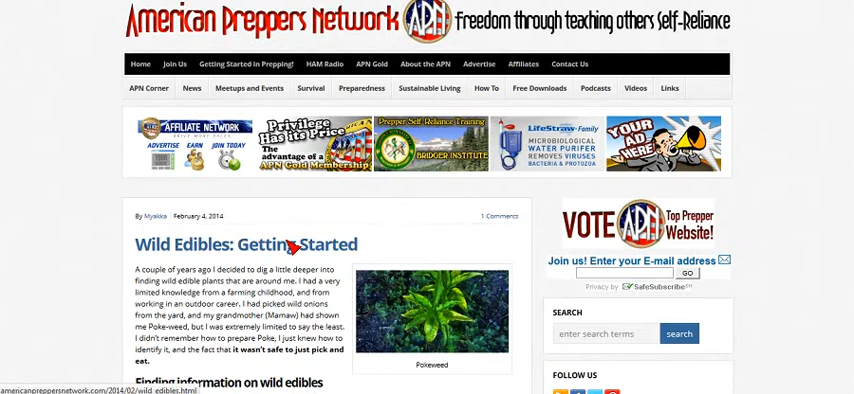 American Preppers Network APN Freedom through teaching others Self-Reliance
Home Join Us Getting Started in Prepping! HAM Radio APN Gold About the APN Advertise Affiliates Contact Us
APN Corner News Meetups and Events Survival Preparedness Sustainable Living How To Free Downloads Podcasts Videos Links
AFFILIATE NETWORK
ADVERTISE EARN JOIN TODAY
Privilege
Has its Price
The
advantage of a
APN Gold Membership
Prepper Self-Reliance Training
BRIDGER INSTITUTE
LifeStraw Family
MICROBIOLOGICAL
WATER PURIFIER
REMOVES VIRUSES
BACTERIA & PROTOZOA
YOUR
AD
HERE
By Myakka February 4, 2014 1 Comments
Wild Edibles: Getting Started
A couple of years ago I decided to dig a little deeper into
finding wild edible plants that are around me. I had a very
limited knowledge from a farming childhood, and from
working in an outdoor career. I had picked wild onions
from the yard, and my grandmother (Mamaw) had shown
me Poke-weed, but I was extremely limited to say the least.
I didn't remember how to prepare Poke, I just knew how to
identify it, and the fact that it wasn't safe to just pick and
eat.
Pokeweed
Finding information on wild edibles
VOTE APN Top Prepper
Website!
Join us! Enter your E-mail address
GO
Privacy by SafeSubscribe
SEARCH
enter search terms search
FOLLOW US
americanpreppersnetwork.com/2014/02/wild_edibles.html